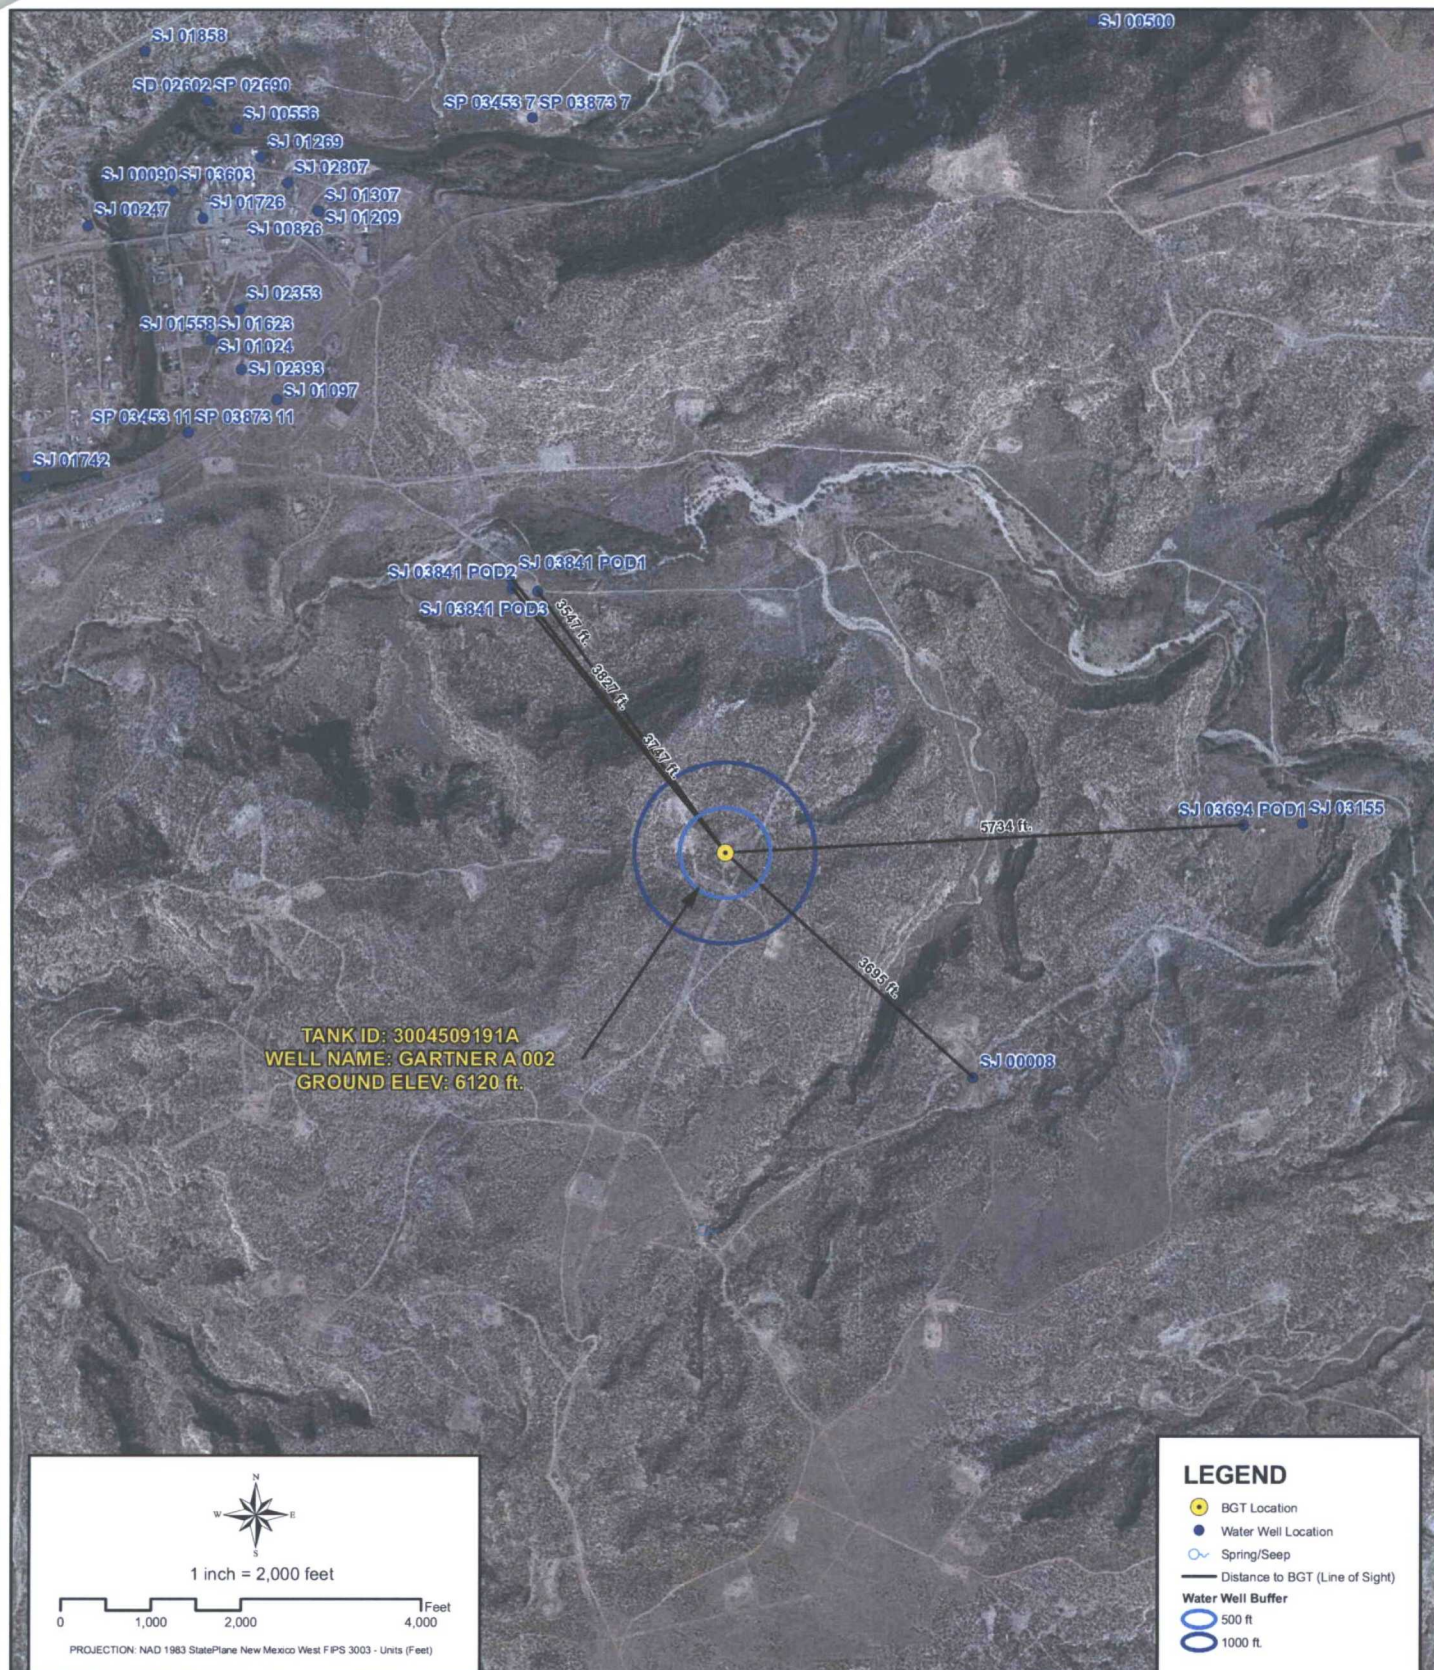 SJ 01858
SJ 00500
SD 02602 SP 02690
SP 03453 7 SP 03873 7
SJ 00556
SJ 01269
SJ 00090 SJ 03603
SJ 02807
SJ 01307
SJ 00247
SJ 01726
SJ 01209
SJ 00826
SJ 02353
SJ 01558 SJ 01623
SJ 01024
SJ 02393
SJ 01097
SP 03453 11 SP 03873 11
SJ 01742
SJ 03841 POD1
SJ 03841 POD2
SJ 03841 POD3
3547 ft.
3827 ft.
3747 ft.
SJ 03694 POD1 SJ 03155
5734 ft.
3695 ft.
SJ 00008
TANK ID: 3004509191A
WELL NAME: GARTNER A 002
GROUND ELEV: 6120 ft.
N
W E
S
1 inch = 2,000 feet
Feet
0 1,000 2,000 4,000
PROJECTION: NAD 1983 StatePlane New Mexico West FIPS 3003 - Units (Feet)
LEGEND
BGT Location
Water Well Location
Spring/Seep
Distance to BGT (Line of Sight)
Water Well Buffer
500 ft
1000 ft.